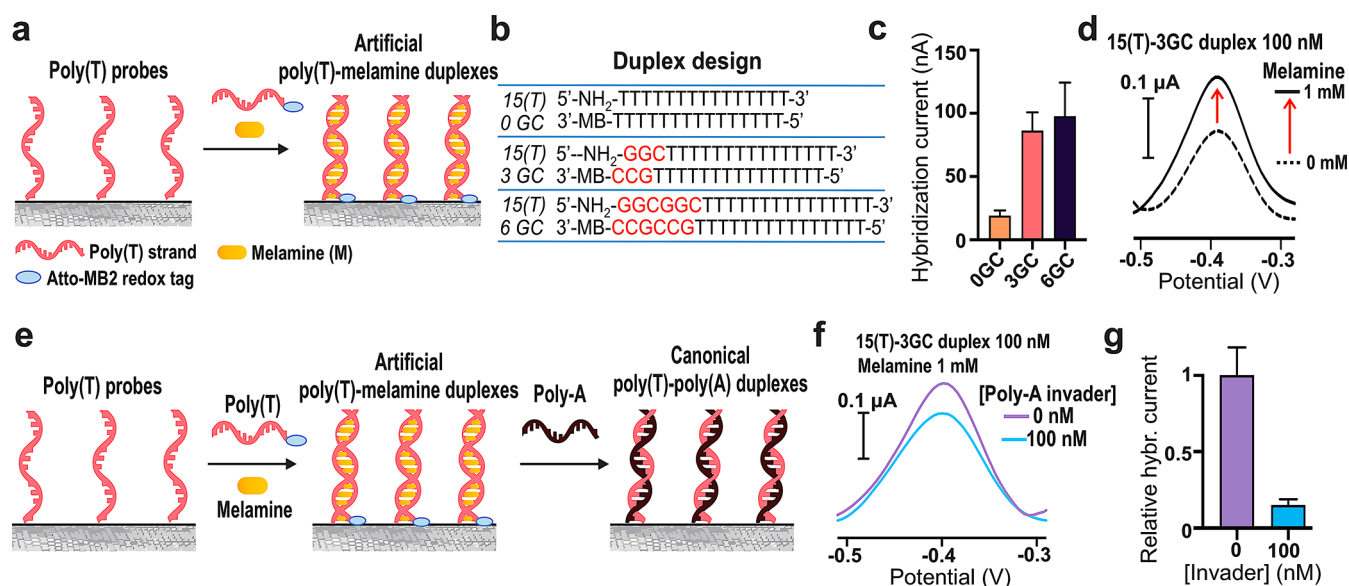 a
Poly(T) probes
Artificial
poly(T)-melamine duplexes
Poly(T) strand
Melamine (M)
Atto-MB2 redox tag
b
Duplex design
15(T) 5’-NH2-TTTTTTTTTTTTTTT-3’
0 GC 3’-MB-TTTTTTTTTTTTTTT-5’
15(T) 5’--NH2-GGCTTTTTTTTTTTTTTT-3’
3 GC 3’-MB-CCGTTTTTTTTTTTTTTT-5’
15(T) 5’-NH2-GGCGGCTTTTTTTTTTTTTTT-3’
6 GC 3’-MB-CCGCCGTTTTTTTTTTTTTTT-5’
c
Hybridization current (nA)
150
100
50
0
0GC
3GC
6GC
d
15(T)-3GC duplex 100 nM
0.1 µA
Melamine
1 mM
0 mM
-0.5
-0.4
-0.3
Potential (V)
e
Poly(T) probes
Poly(T)
Melamine
Artificial
poly(T)-melamine duplexes
Poly-A
Canonical
poly(T)-poly(A) duplexes
f
15(T)-3GC duplex 100 nM
Melamine 1 mM
0.1 µA
[Poly-A invader]
0 nM
100 nM
-0.5
-0.4
-0.3
Potential (V)
g
Relative hybr. current
1
0.5
0
0
100
[Invader] (nM)